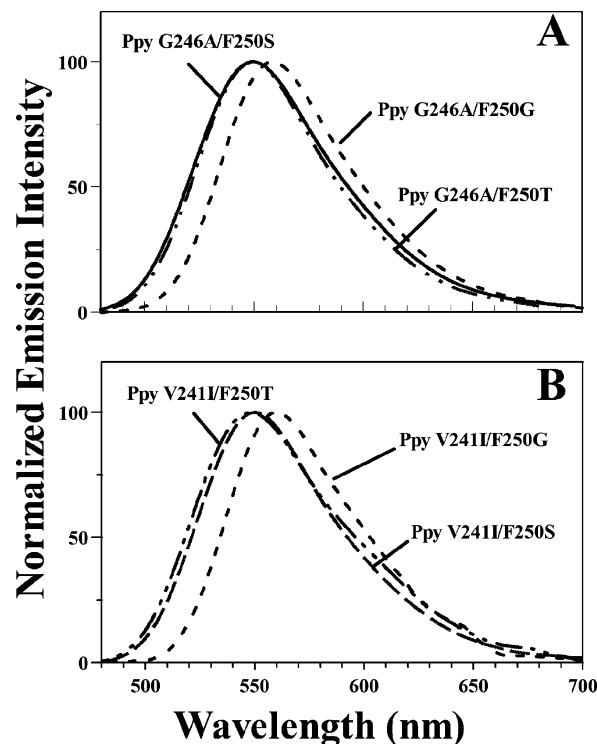 A
Ppy G246A/F250S
100
Ppy G246A/F250G
Ppy G246A/F250T
50
0
B
Ppy V241I/F250T
100
Ppy V241I/F250G
Ppy V241I/F250S
50
0
500 550 600 650 700
Wavelength (nm)
Normalized Emission Intensity